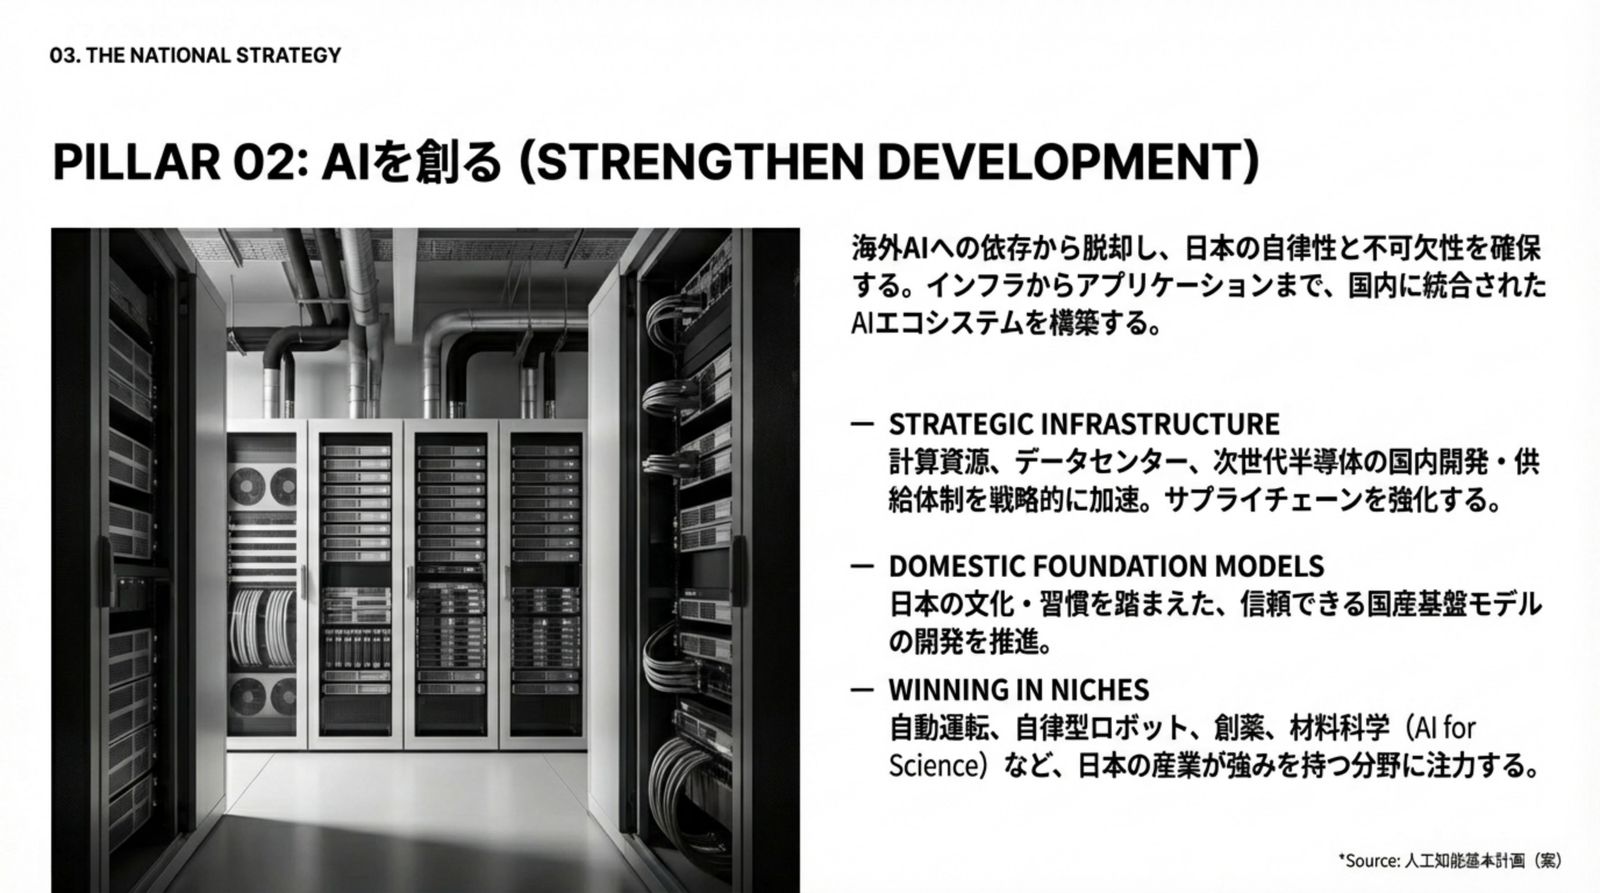 03. THE NATIONAL STRATEGY
PILLAR 02: AIを創る (STRENGTHEN DEVELOPMENT)
海外AIへの依存から脱却し、日本の自律性と不可欠性を確保
する。インフラからアプリケーションまで、国内に統合された
AIエコシステムを構築する。
— STRATEGIC INFRASTRUCTURE
計算資源、データセンター、次世代半導体の国内開発・供
給体制を戦略的に加速。サプライチェーンを強化する。
— DOMESTIC FOUNDATION MODELS
日本の文化・習慣を踏まえた、信頼できる国産基盤モデル
の開発を推進。
— WINNING IN NICHES
自動運転、自律型ロボット、創薬、材料科学（AI for
Science）など、日本の産業が強みを持つ分野に注力する。
*Source: 人工知能基本計画（案）